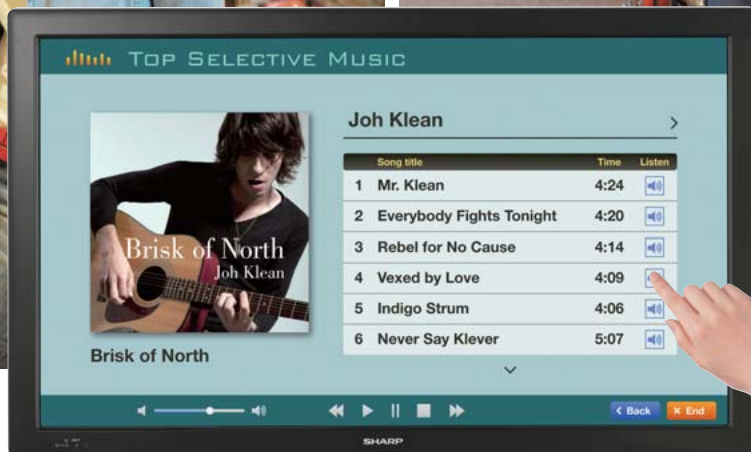 TOP SELECTIVE MUSIC
Brisk of North
Joh Klean
Brisk of North
Joh Klean
Song title Time Listen
1 Mr. Klean 4:24
2 Everybody Fights Tonight 4:20
3 Rebel for No Cause 4:14
4 Vexed by Love 4:09
5 Indigo Strum 4:06
6 Never Say Klever 5:07
Back
End
SHARP